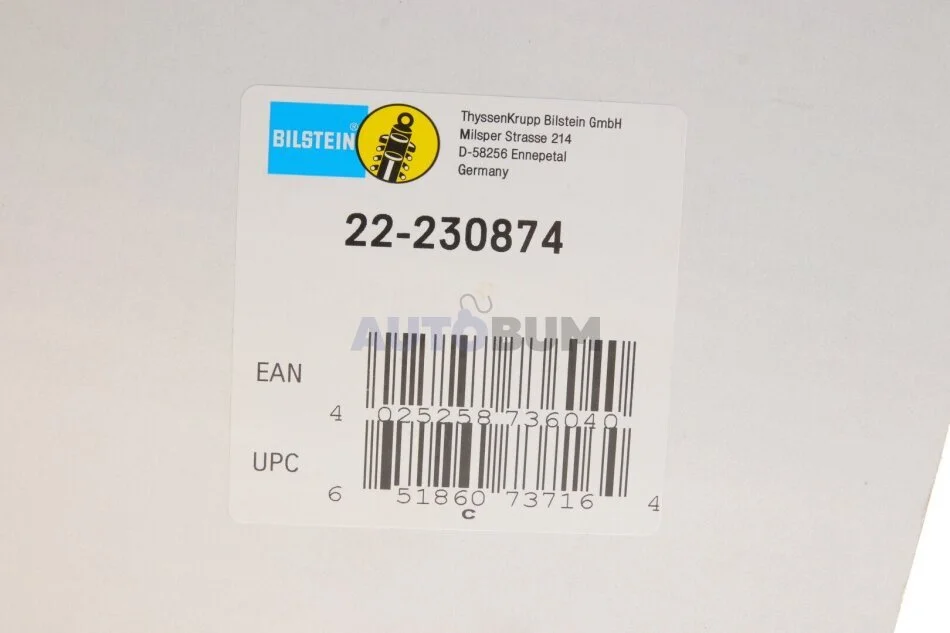 BILSTEIN®
ThyssenKrupp Bilstein GmbH
Milsper Strasse 214
D-58256 Ennepetal
Germany
22-230874
AUTOBUM
EAN
4 025258 736040
UPC
6 51860 73716 4
C